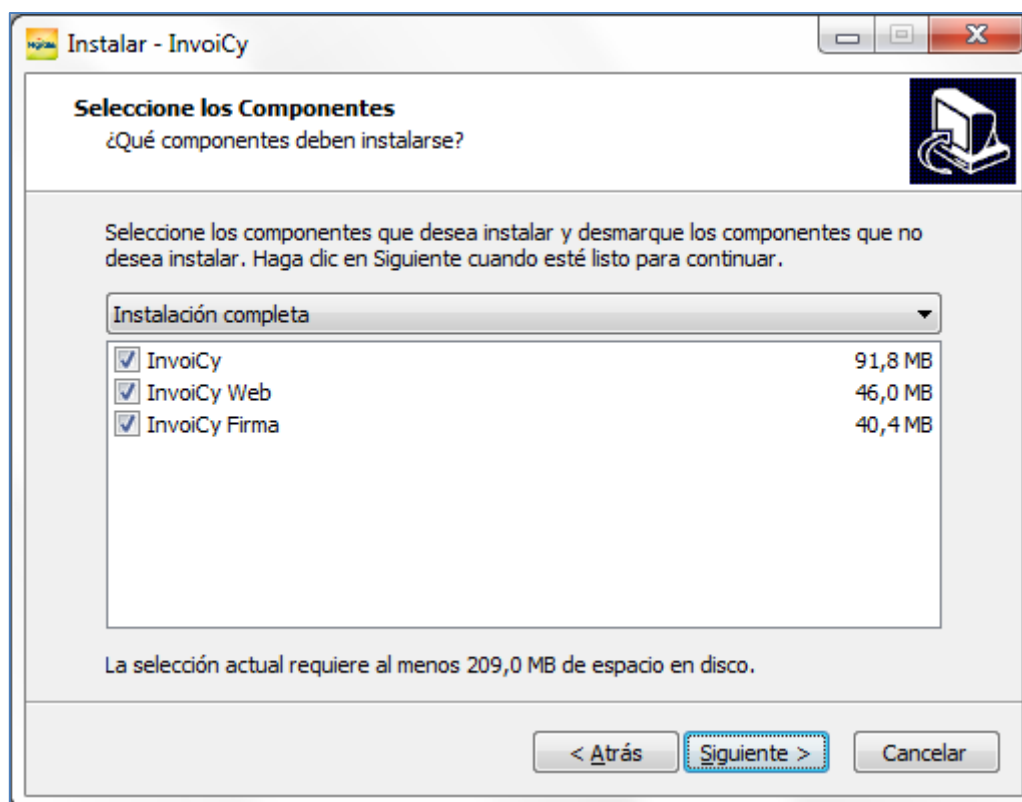 Instalar - InvoiCy
Seleccione los Componentes
¿Qué componentes deben instalarse?
Seleccione los componentes que desea instalar y desmarque los componentes que no
desea instalar. Haga clic en Siguiente cuando esté listo para continuar.
Instalación completa
InvoiCy 91,8 MB
InvoiCy Web 46,0 MB
InvoiCy Firma 40,4 MB
La selección actual requiere al menos 209,0 MB de espacio en disco.
< Atrás Siguiente > Cancelar